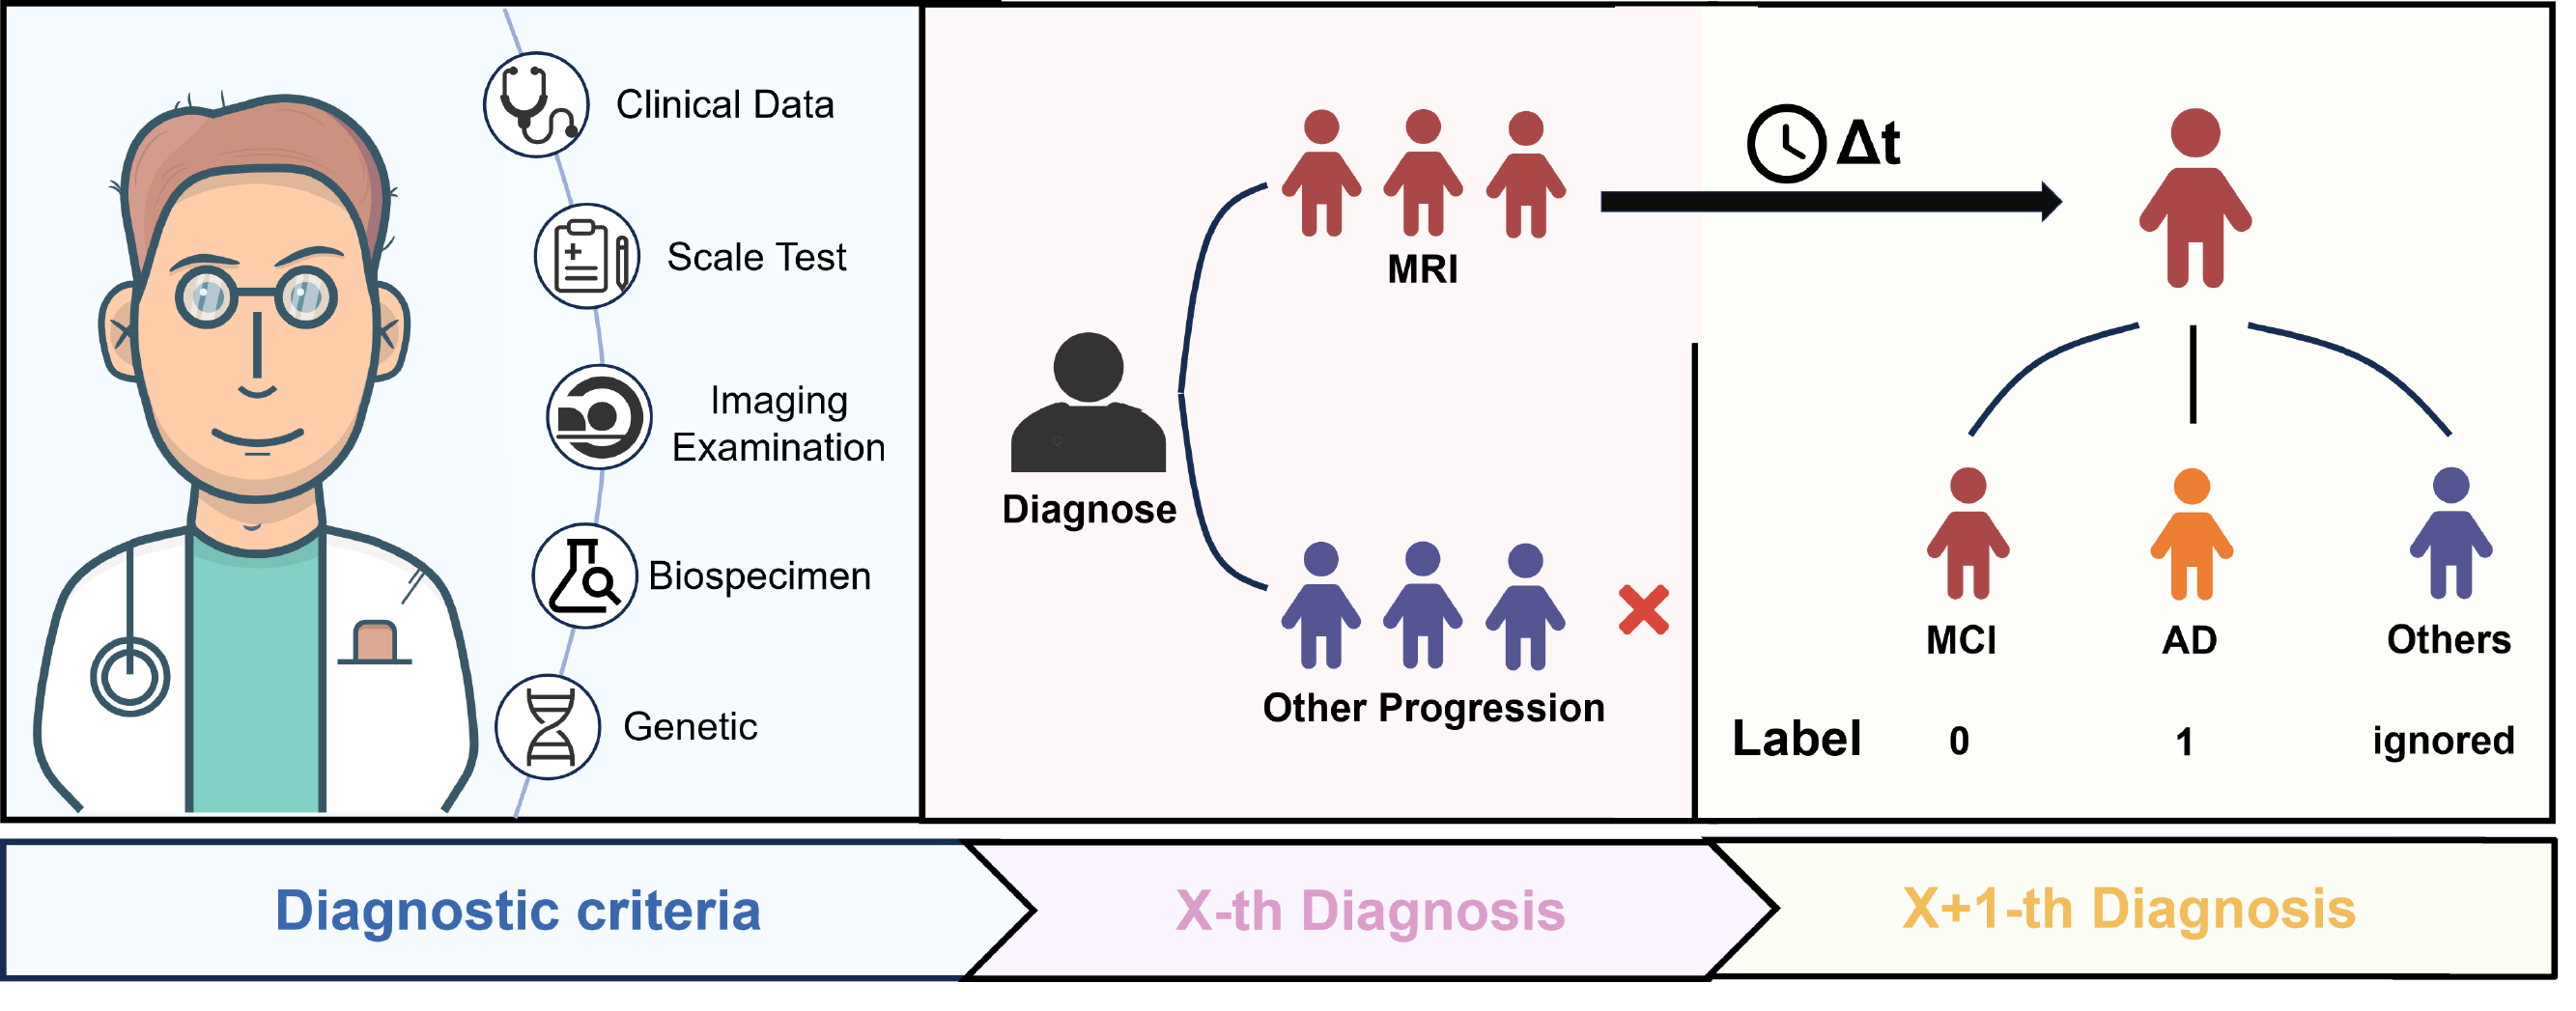 Clinical Data
Scale Test
Imaging
Examination
Biospecimen
Genetic
Diagnose
MRI
Other Progression
Δt
MCI
AD
Others
Label
0
1
ignored
Diagnostic criteria
X-th Diagnosis
X+1-th Diagnosis